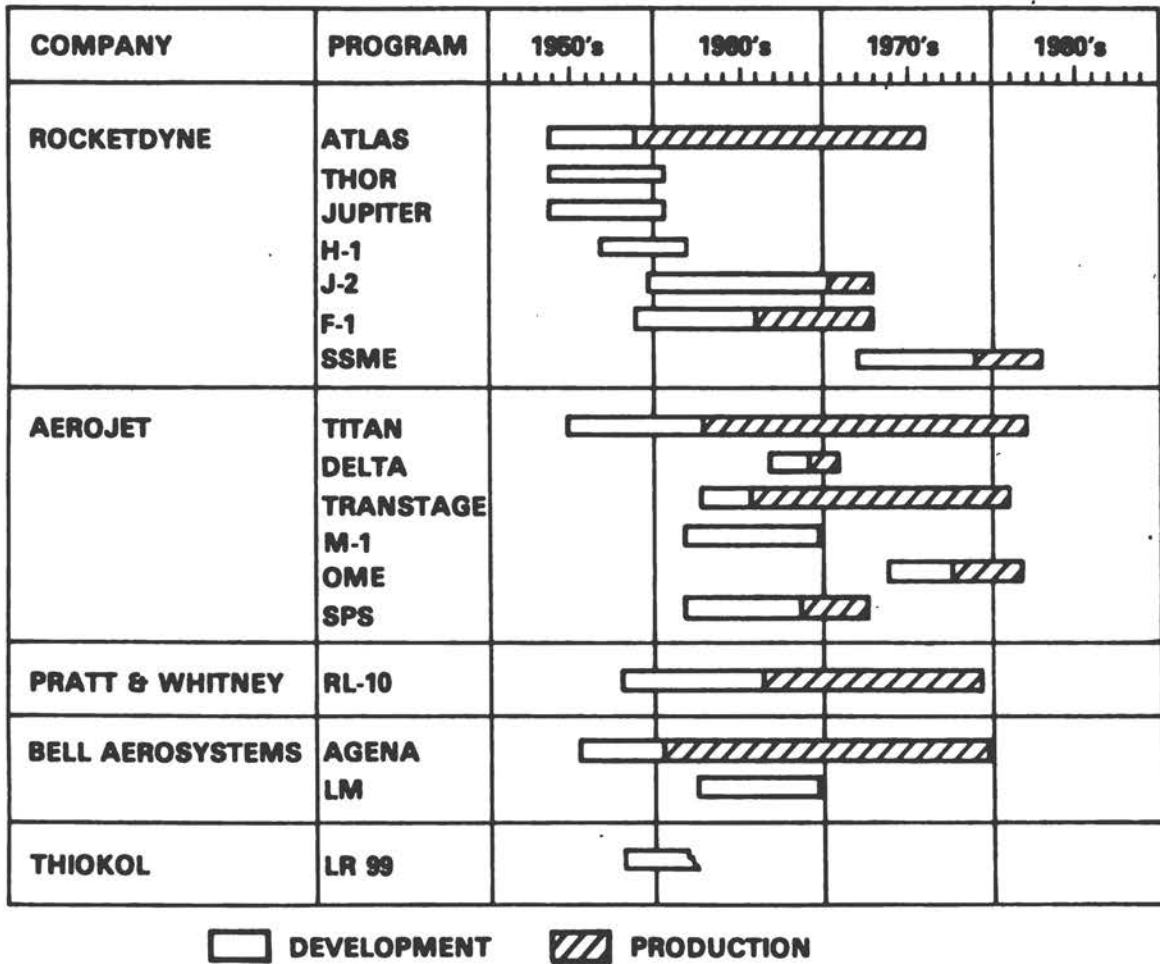 COMPANY PROGRAM 1950's 1960's 1970's 1980's
ROCKETDYNE ATLAS
THOR
JUPITER
H-1
J-2
F-1
SSME
AEROJET TITAN
DELTA
TRANSTAGE
M-1
OME
SPS
PRATT & WHITNEY RL-10
BELL AEROSYSTEMS AGENA
LM
THIOKOL LR 99
DEVELOPMENT PRODUCTION